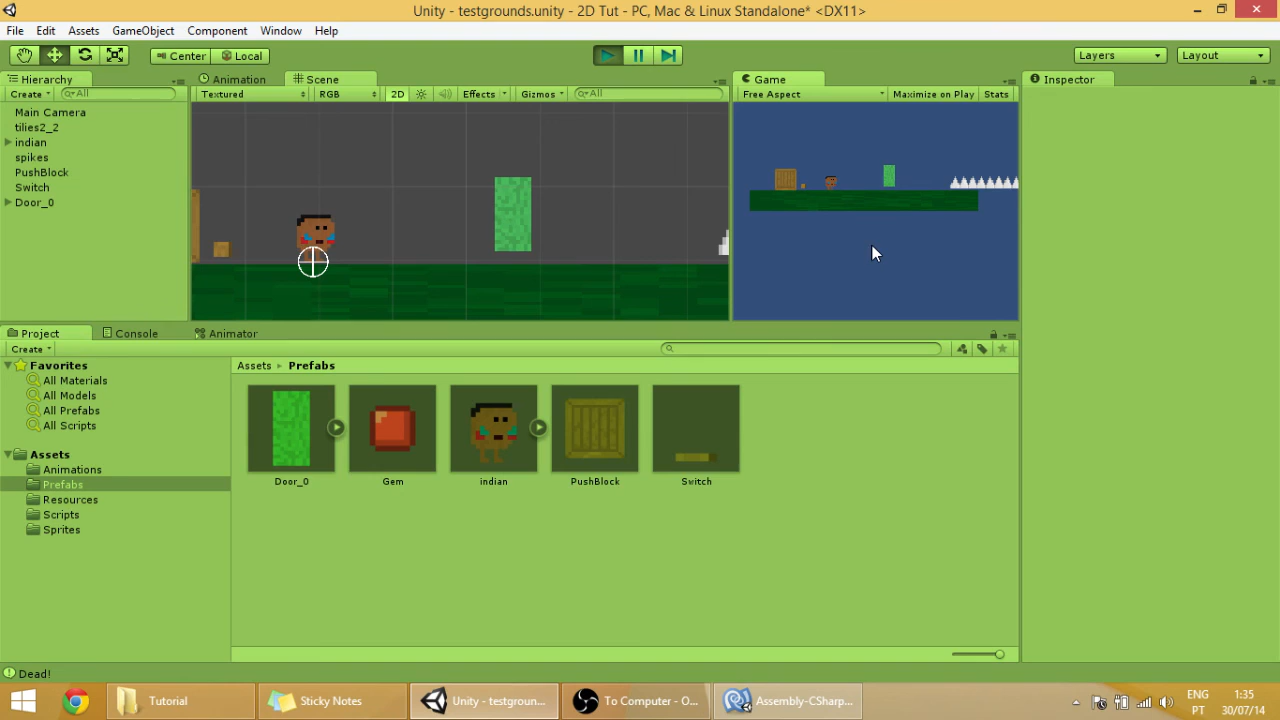 Unity - testgrounds.unity - 2D Tut - PC, Mac & Linux Standalone* <DX11>
File Edit Assets GameObject Component Window Help
Center Local Layers Layout
Hierarchy Animation Scene Game Inspector
Create All Textured RGB 2D Effects Gizmos All Free Aspect Maximize on Play Stats
Main Camera
tilies2_2
indian
spikes
PushBlock
Switch
Door_0
Project Console Animator
Create
Favorites
All Materials
All Models
All Prefabs
All Scripts
Assets
Animations
Prefabs
Resources
Scripts
Sprites
Assets Prefabs
Door_0 Gem indian PushBlock Switch
Dead!
Tutorial Sticky Notes Unity - testgroun... To Computer - O... Assembly-CSharp...
ENG 1:35
PT 30/07/14